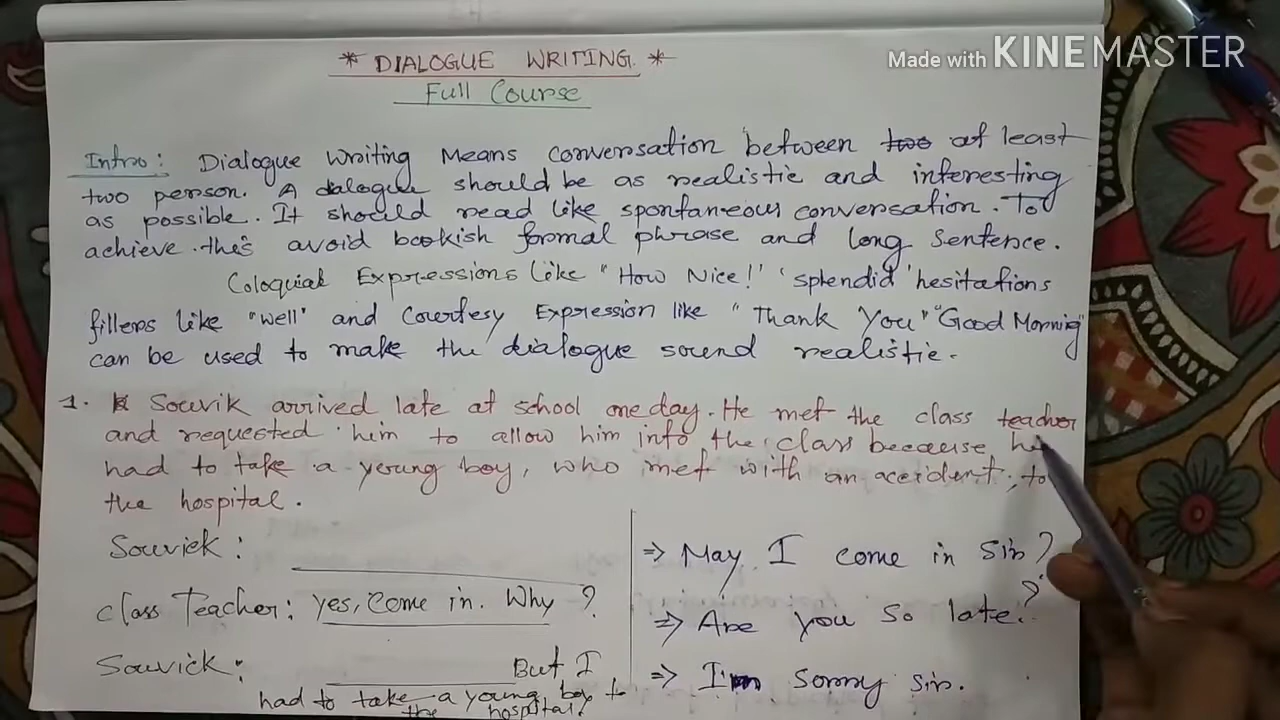 Made with KINEMASTER
* DIALOGUE WRITING *
Full Course
Intro: Dialogue Writing Means conversation between two at least
two person. A dalogue should be as realistic and interesting
as possible. It should read like spontaneous conversation. To
achieve this avoid bookish formal phrase and long sentence.
Coloquial Expressions like "How Nice!' 'splendid' hesitations
fillers like "well" and Courtesy Expression like "Thank You" "Good Mornig"
can be used to make the dialogue sound realistic.
1. Souvik arrived late at school one day. He met the class teacher
and requested him to allow him into the class because he
had to take a young boy, who met with an accident, to
the hospital.
Souvick:
Class Teacher: Yes, Come in. Why ?
Souvick: But I
had to take a young boy to
the hospital.
⇒ May I come in Sir?
⇒ Are you so late?
⇒ I'm sorry sir.